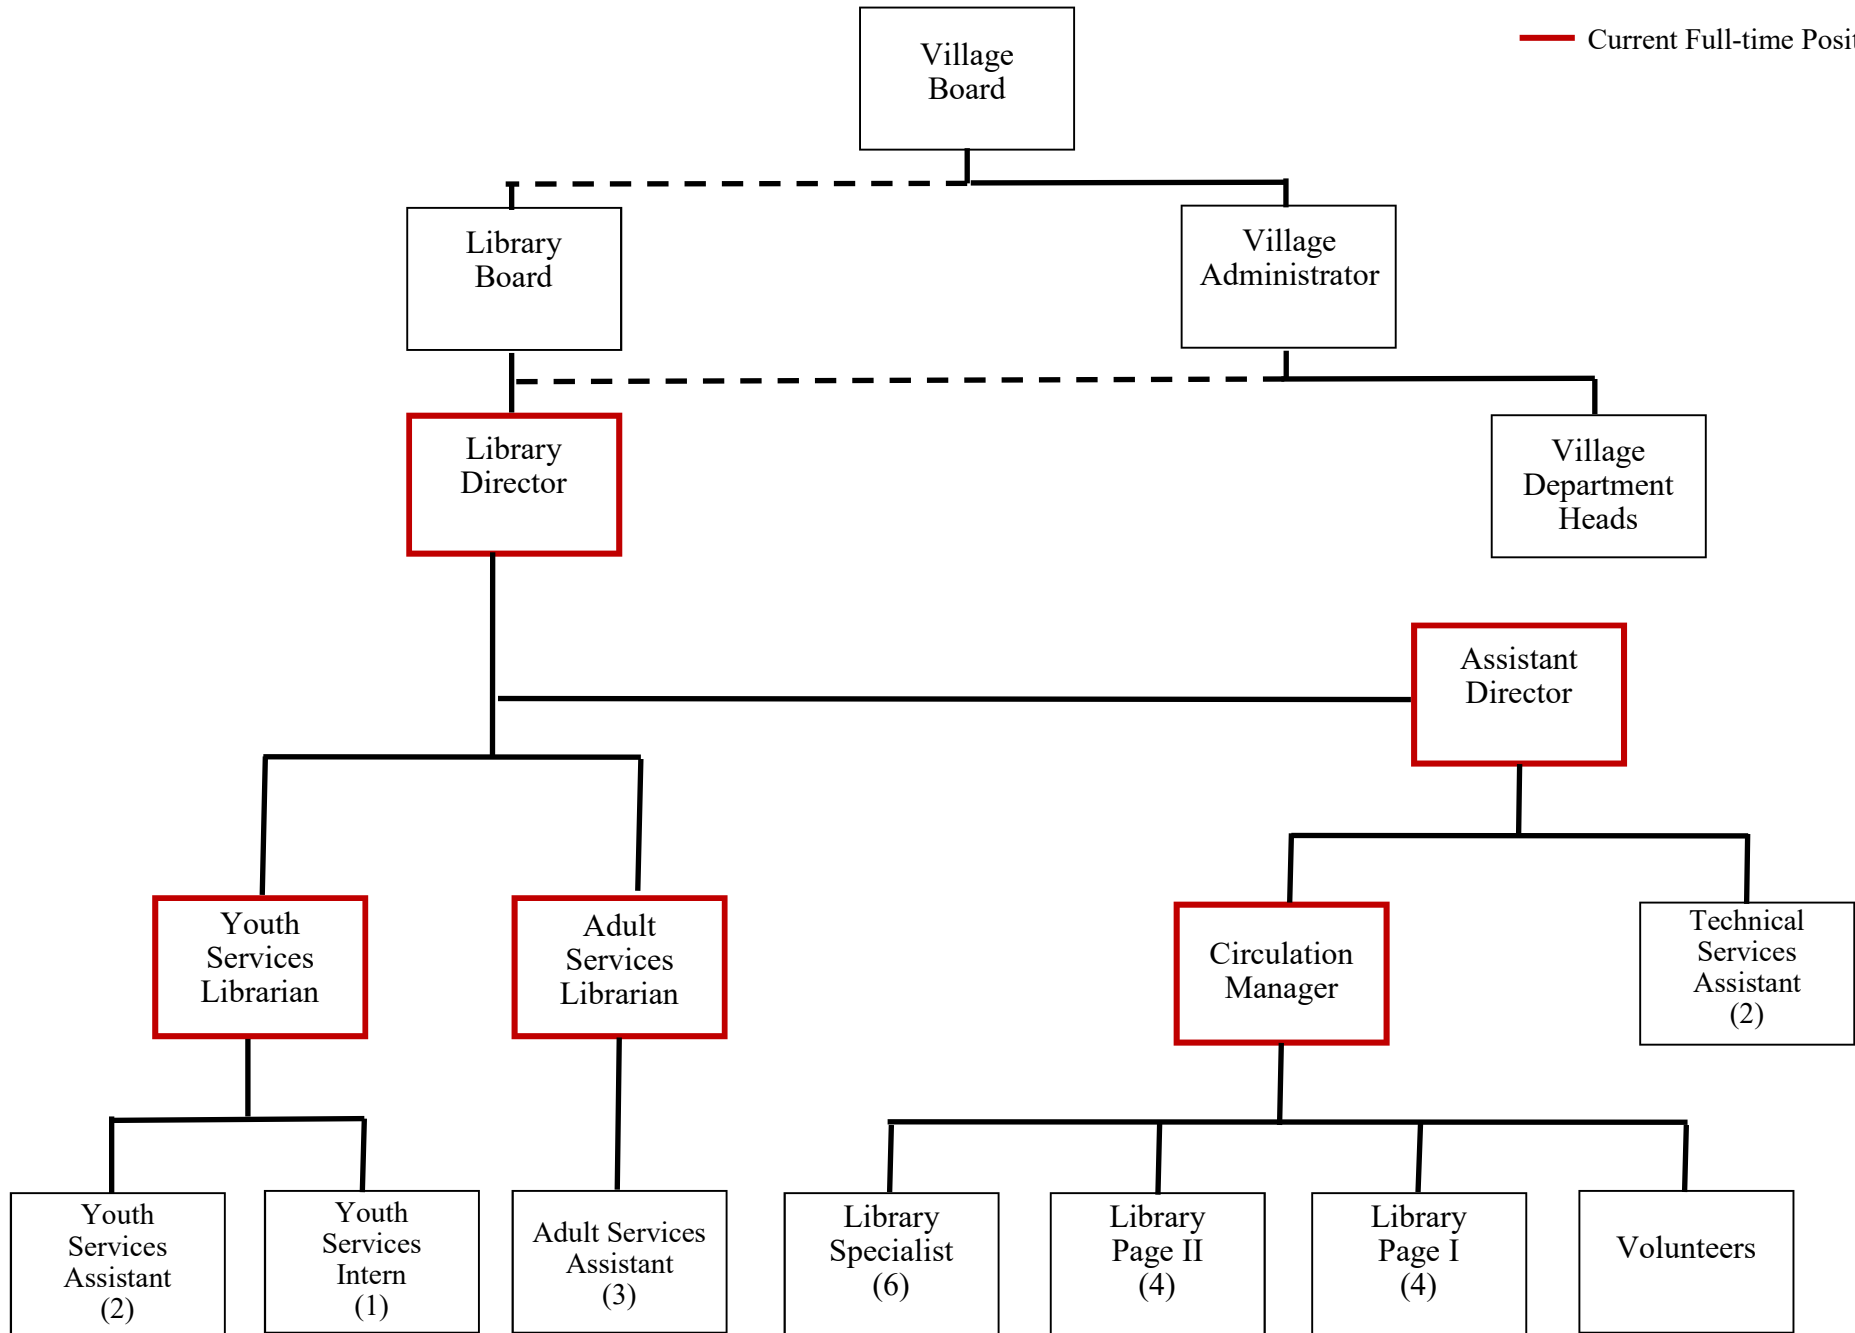 Village
Board
Current Full-time
Library
Board
Village
Administrator
Library
Director
Village
Department
Heads
Assistant
Director
Youth
Services
Librarian
Adult
Services
Librarian
Circulation
Manager
Technical
Services
Assistant
(2)
Youth
Services
Assistant
(2)
Youth
Services
Intern
(1)
Adult Services
Assistant
(3)
Library
Specialist
(6)
Library
Page II
(4)
Library
Page I
(4)
Volunteers